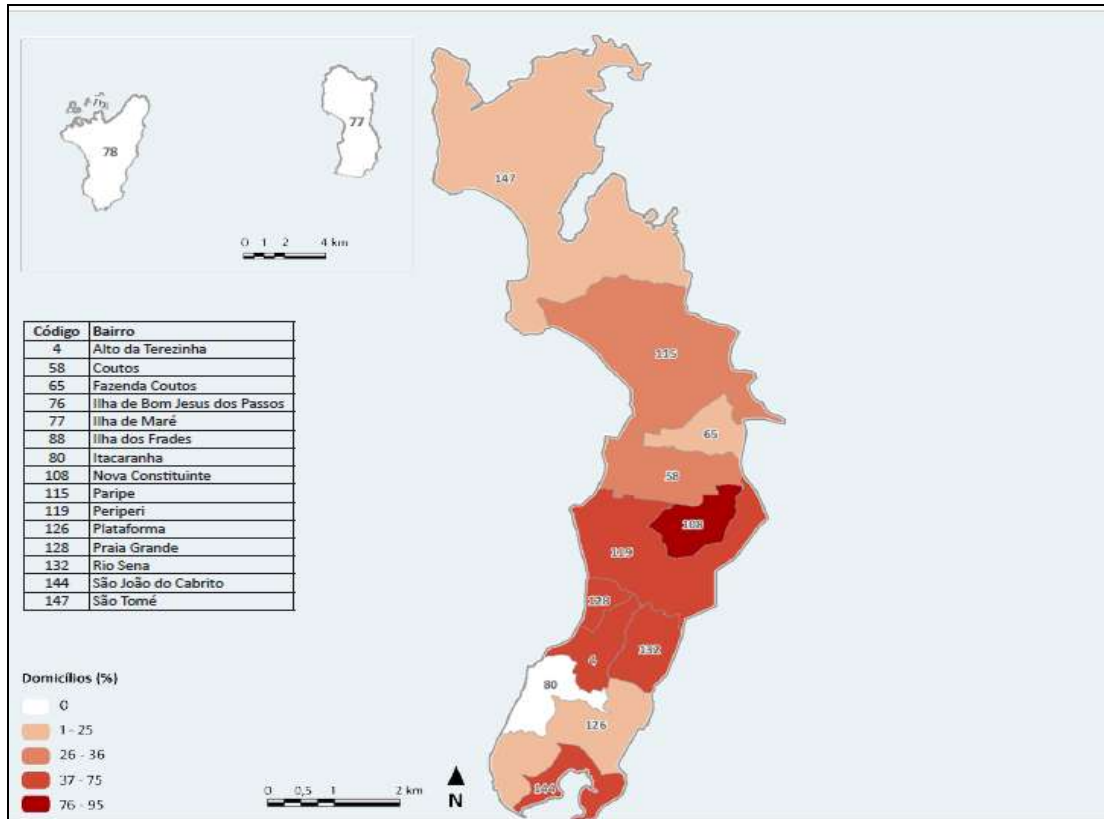 78
77
0 1 2 4 km
147
115
65
58
108
119
128
132
4
80
126
144
Código Bairro
4 Alto da Terezinha
58 Coutos
65 Fazenda Coutos
76 Ilha de Bom Jesus dos Passos
77 Ilha de Maré
88 Ilha dos Frades
80 Itacaranha
108 Nova Constituinte
115 Paripe
119 Periperi
126 Plataforma
128 Praia Grande
132 Rio Sena
144 São João do Cabrito
147 São Tomé
Domicílios (%)
0
1 - 25
26 - 36
37 - 75
76 - 95
0 0,5 1 2 km
N